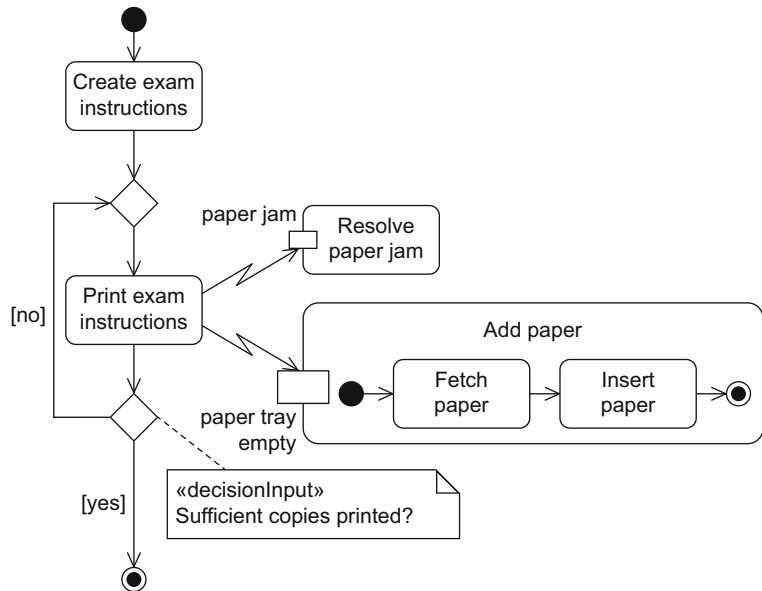 Create exam
instructions
paper jam
Resolve
paper jam
Print exam
instructions
[no]
Add paper
Fetch
paper
Insert
paper
paper tray
empty
«decisionInput»
Sufficient copies printed?
[yes]